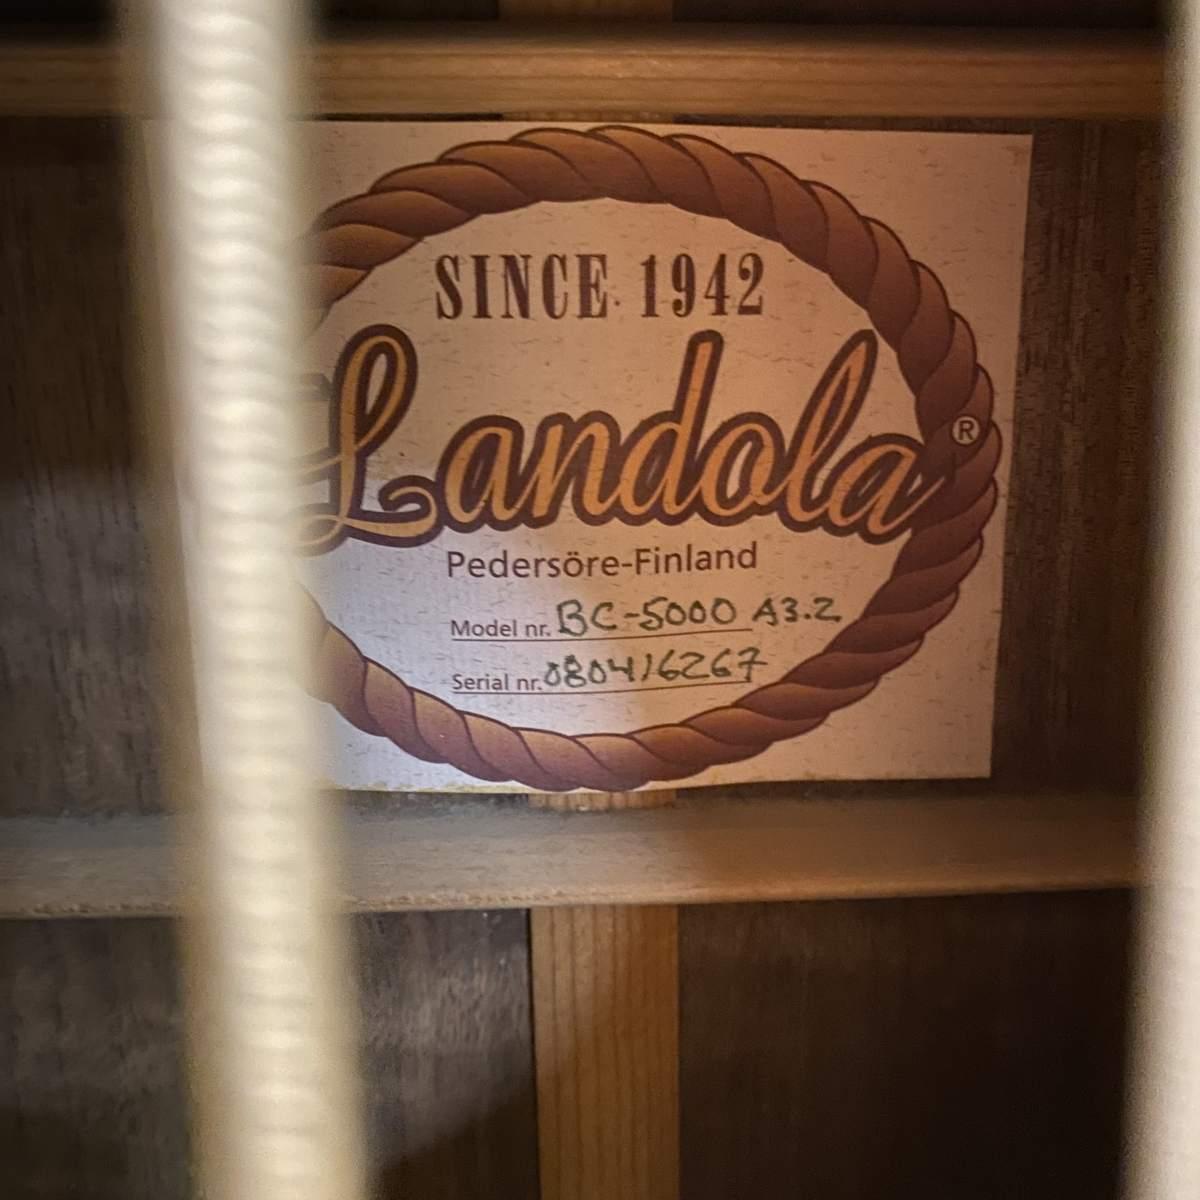 SINCE 1942
Landola®
Pedersöre-Finland
Model nr. BC-5000 A3.2
Serial nr. 080416267